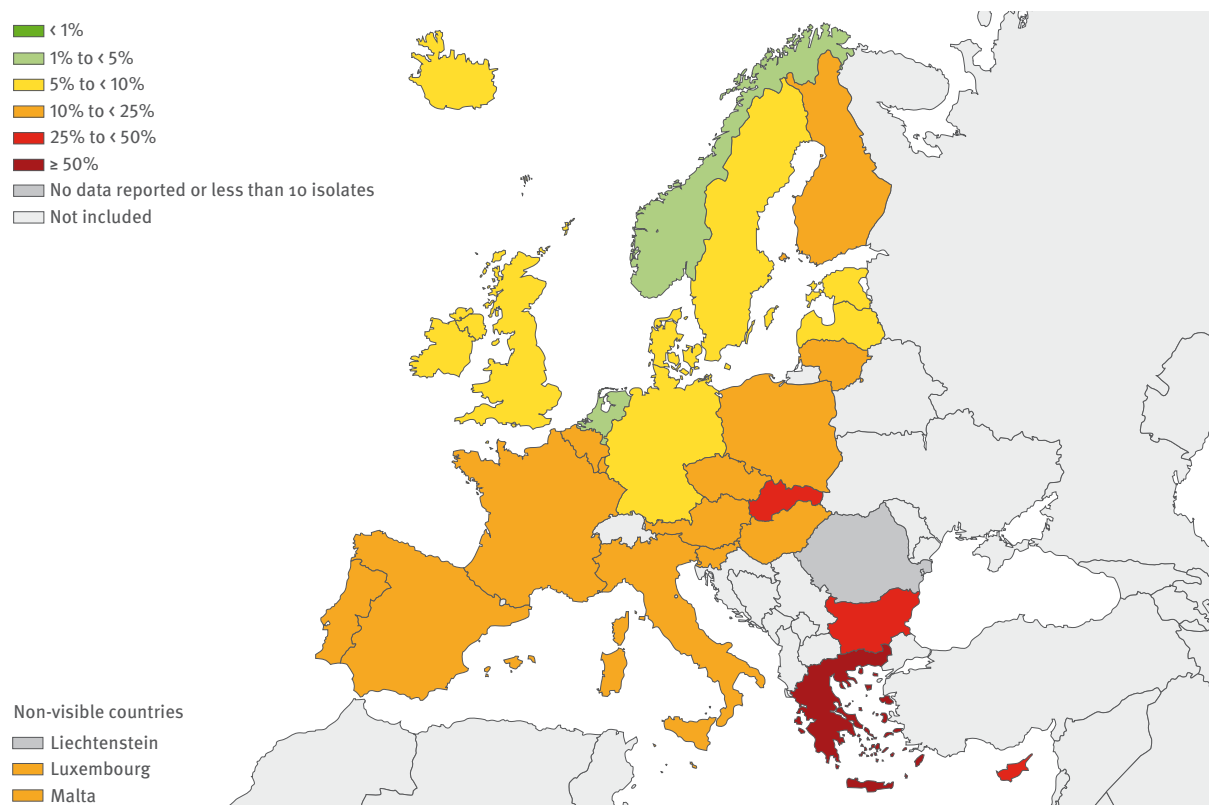 < 1%
1% to < 5%
5% to < 10%
10% to < 25%
25% to < 50%
≥ 50%
No data reported or less than 10 isolates
Not included
Non-visible countries
Liechtenstein
Luxembourg
Malta